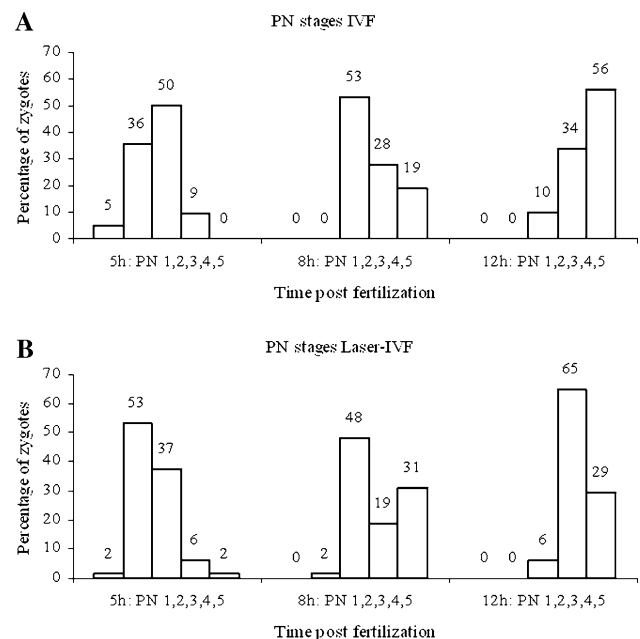 A
PN stages IVF
Percentage of zygotes
70
60
50
40
30
20
10
0
5 36 50 9 0
0 0 53 28 19
0 0 10 34 56
5h: PN 1,2,3,4,5 8h: PN 1,2,3,4,5 12h: PN 1,2,3,4,5
Time post fertilization
B
PN stages Laser-IVF
Percentage of zygotes
70
60
50
40
30
20
10
0
2 53 37 6 2
0 2 48 19 31
0 0 6 65 29
5h: PN 1,2,3,4,5 8h: PN 1,2,3,4,5 12h: PN 1,2,3,4,5
Time post fertilization